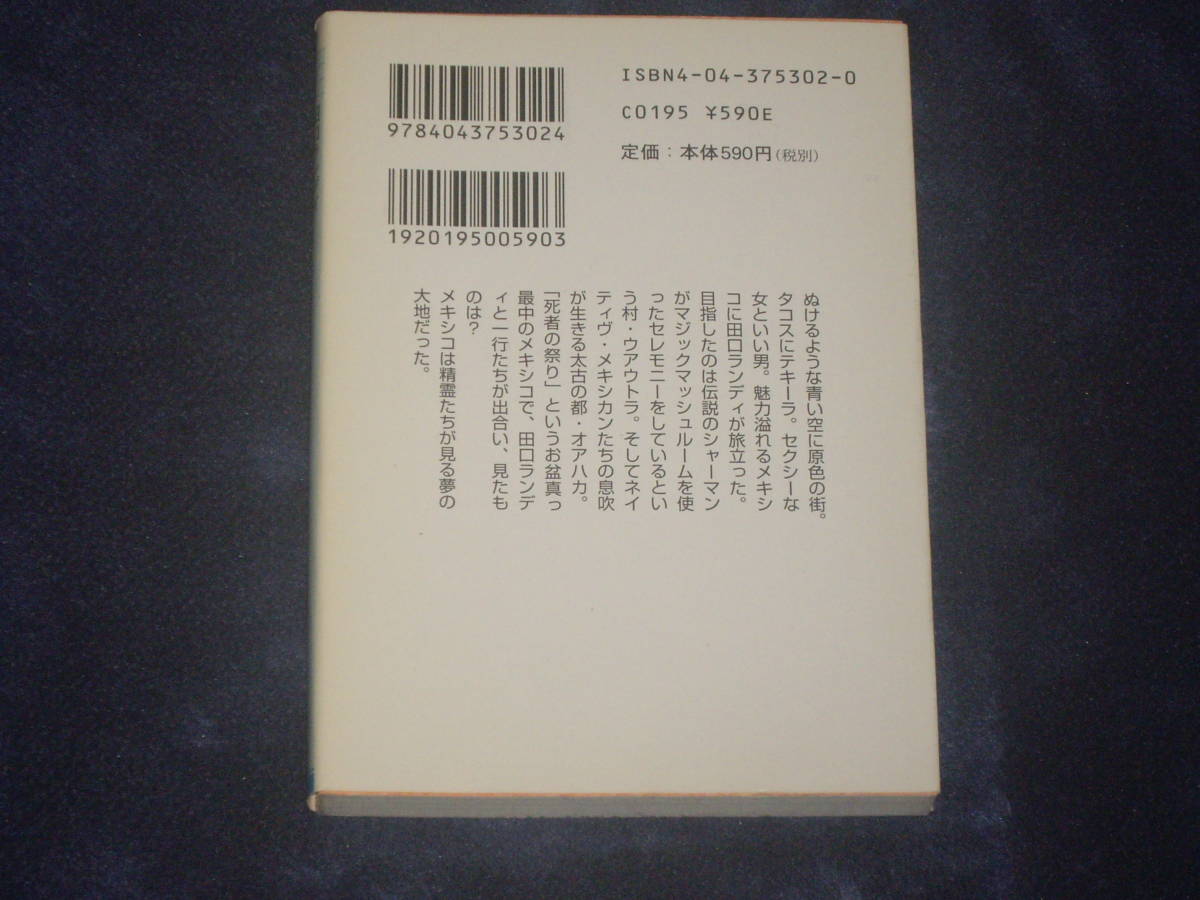 9784043753024
1920195005903
ISBN4-04-375302-0
C0195 ¥590E
定価：本体590円(税別)
ぬけるような青い空に原色の街。
タコスにテキーラ。セクシーな
女といい男。魅力溢れるメキシ
コに田口ランディが旅立った。
目指したのは伝説のシャーマン
がマジックマッシュルームを使
ったセレモニーをしているとい
う村・ウアウトラ。そしてネイ
ティヴ・メキシカンたちの息吹
が生きる太古の都・オアハカ。
「死者の祭り」というお盆真っ
最中のメキシコで、田口ランデ
ィと一行たちが出合い、見たも
のは？
メキシコは精霊たちが見る夢の
大地だった。